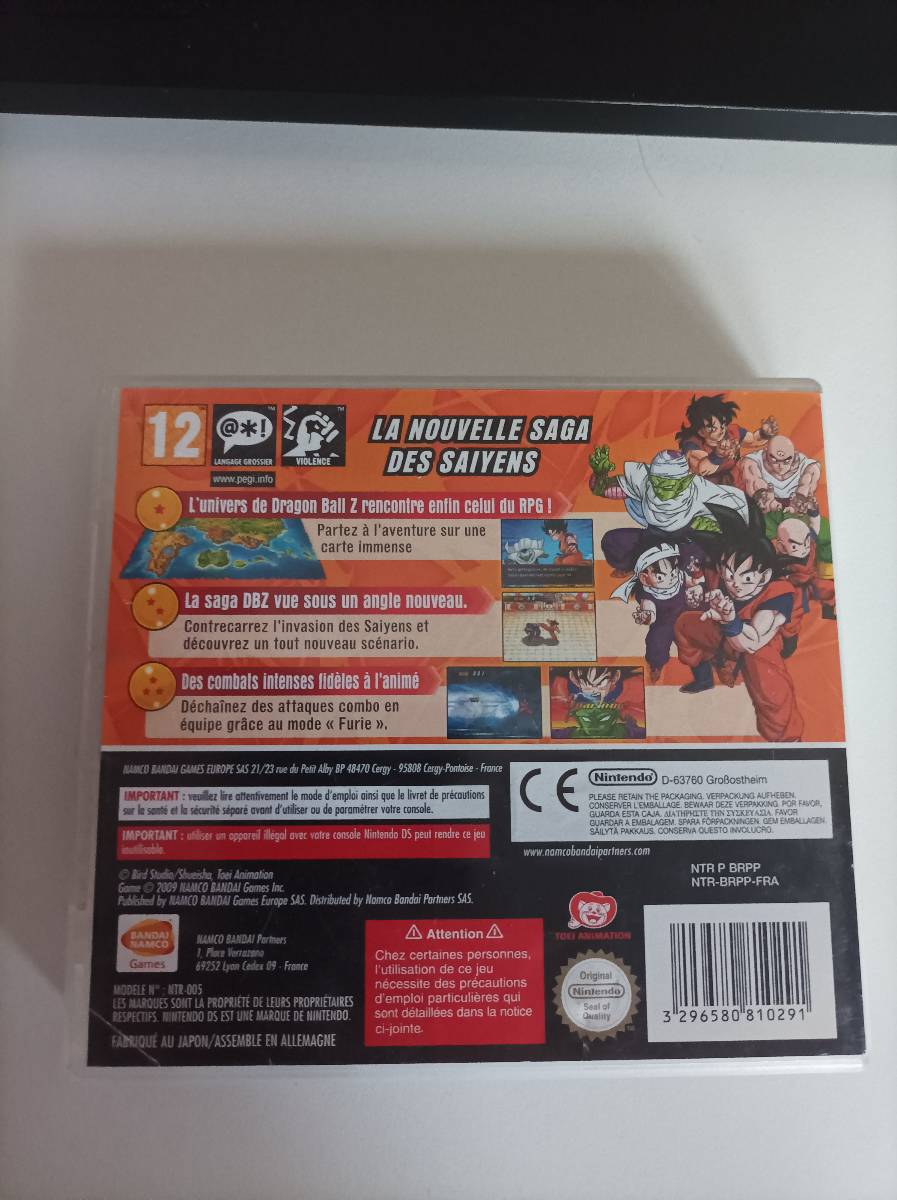 12
@*!
LANGAGE GROSSIER
VIOLENCE
www.pegi.info
LA NOUVELLE SAGA
DES SAIYENS
L'univers de Dragon Ball Z rencontre enfin celui du RPG !
Partez à l'aventure sur une
carte immense
La saga DBZ vue sous un angle nouveau.
Contrecarrez l'invasion des Saiyens et
découvrez un tout nouveau scénario.
Des combats intenses fidèles à l'animé
Déchaînez des attaques combo en
équipe grâce au mode « Furie ».
NAMCO BANDAI GAMES EUROPE SAS 21/23 rue du Petit Alby BP 48470 Cergy - 95808 Cergy-Pontoise - France
IMPORTANT : veuillez lire attentivement le mode d'emploi ainsi que le livret de précautions
sur la santé et la sécurité séparé avant d'utiliser ou de paramétrer votre console.
IMPORTANT : utiliser un appareil illégal avec votre console Nintendo DS peut rendre ce jeu
inutilisable.
CE
Nintendo D-63760 Großostheim
PLEASE RETAIN THE PACKAGING. VERPACKUNG AUFHEBEN.
CONSERVER L'EMBALLAGE. BEWAAR DEZE VERPAKKING. POR FAVOR,
GUARDA ESTA CAJA. ΔΙΑΤΗΡΗΣΤΕ ΤΗΝ ΣΥΣΚΕΥΑΣΙΑ. FAVOR
GUARDAR A EMBALAGEM. SPARA FÖRPACKNINGEN. GEM EMBALLAGEN.
SÄILYTÄ PAKKAUS. CONSERVA QUESTO INVOLUCRO.
www.namcobandaipartners.com
NTR P BRPP
NTR-BRPP-FRA
© Bird Studio/Shueisha, Toei Animation
Game © 2009 NAMCO BANDAI Games Inc.
Published by NAMCO BANDAI Games Europe SAS. Distributed by Namco Bandai Partners SAS.
BANDAI
NAMCO
Games
NAMCO BANDAI Partners
1, Place Verrazano
69252 Lyon Cedex 09 - France
MODELE N° : NTR-005
LES MARQUES SONT LA PROPRIÉTÉ DE LEURS PROPRIÉTAIRES
RESPECTIFS. NINTENDO DS EST UNE MARQUE DE NINTENDO.
FABRIQUÉ AU JAPON/ASSEMBLE EN ALLEMAGNE
Attention
Chez certaines personnes,
l'utilisation de ce jeu
nécessite des précautions
d'emploi particulières qui
sont détaillées dans la notice
ci-jointe.
TOEI ANIMATION
Original
Nintendo
Seal of
Quality
3 296580 810291